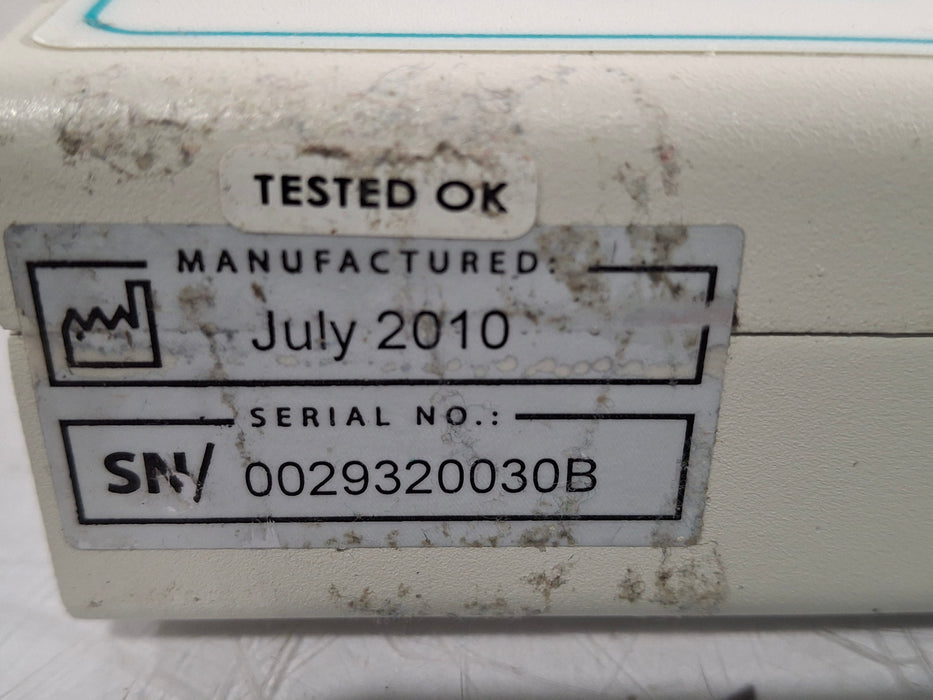 TESTED OK
MANUFACTURED:
July 2010
SERIAL NO.:
SN/ 0029320030B